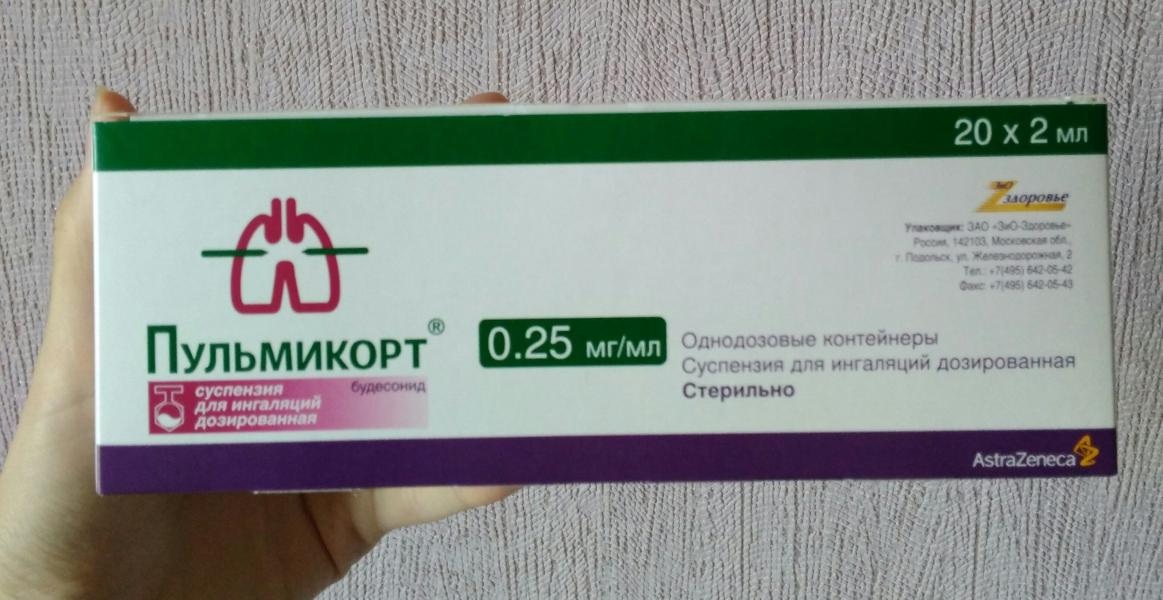 20 х 2 мл
ЗиО
здоровье
Упаковщик: ЗАО «ЗиО-Здоровье»
Россия, 142103, Московская обл.,
г. Подольск, ул. Железнодорожная, 2
Тел.: +7(495) 642-05-42
Факс: +7(495) 642-05-43
Пульмикорт®
будесонид
суспензия
для ингаляций
дозированная
0.25 мг/мл
Однодозовые контейнеры
Суспензия для ингаляций дозированная
Стерильно
AstraZeneca